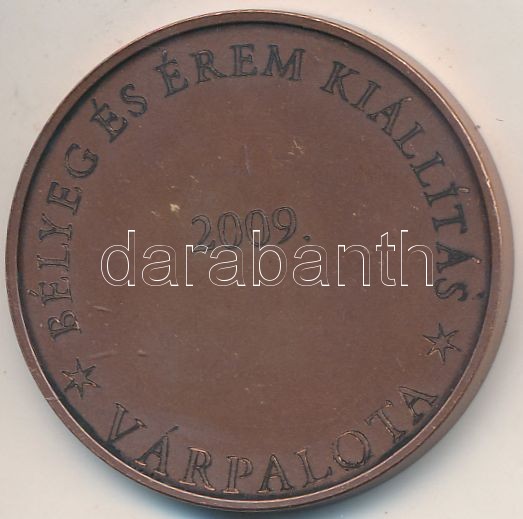 BÉLYEG ÉS ÉREM KIÁLLÍTÁS
2009.
darabanth
VÁRPALOTA